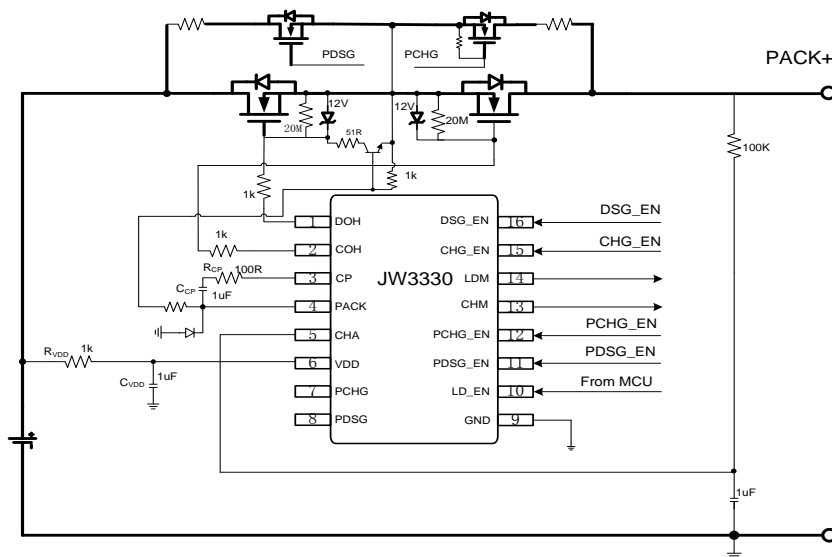 PDSG
PCHG
PACK+
12V
20M
51R
12V
20M
100K
1k
1k
1k
RCP
100R
CCP
1uF
RVDD
1k
CVDD
1uF
JW3330
1 DOH
2 COH
3 CP
4 PACK
5 CHA
6 VDD
7 PCHG
8 PDSG
DSG_EN 16 DSG_EN
CHG_EN 15 CHG_EN
LDM 14
CHM 13
PCHG_EN 12 PCHG_EN
PDSG_EN 11 PDSG_EN
LD_EN 10 From MCU
GND 9
1uF